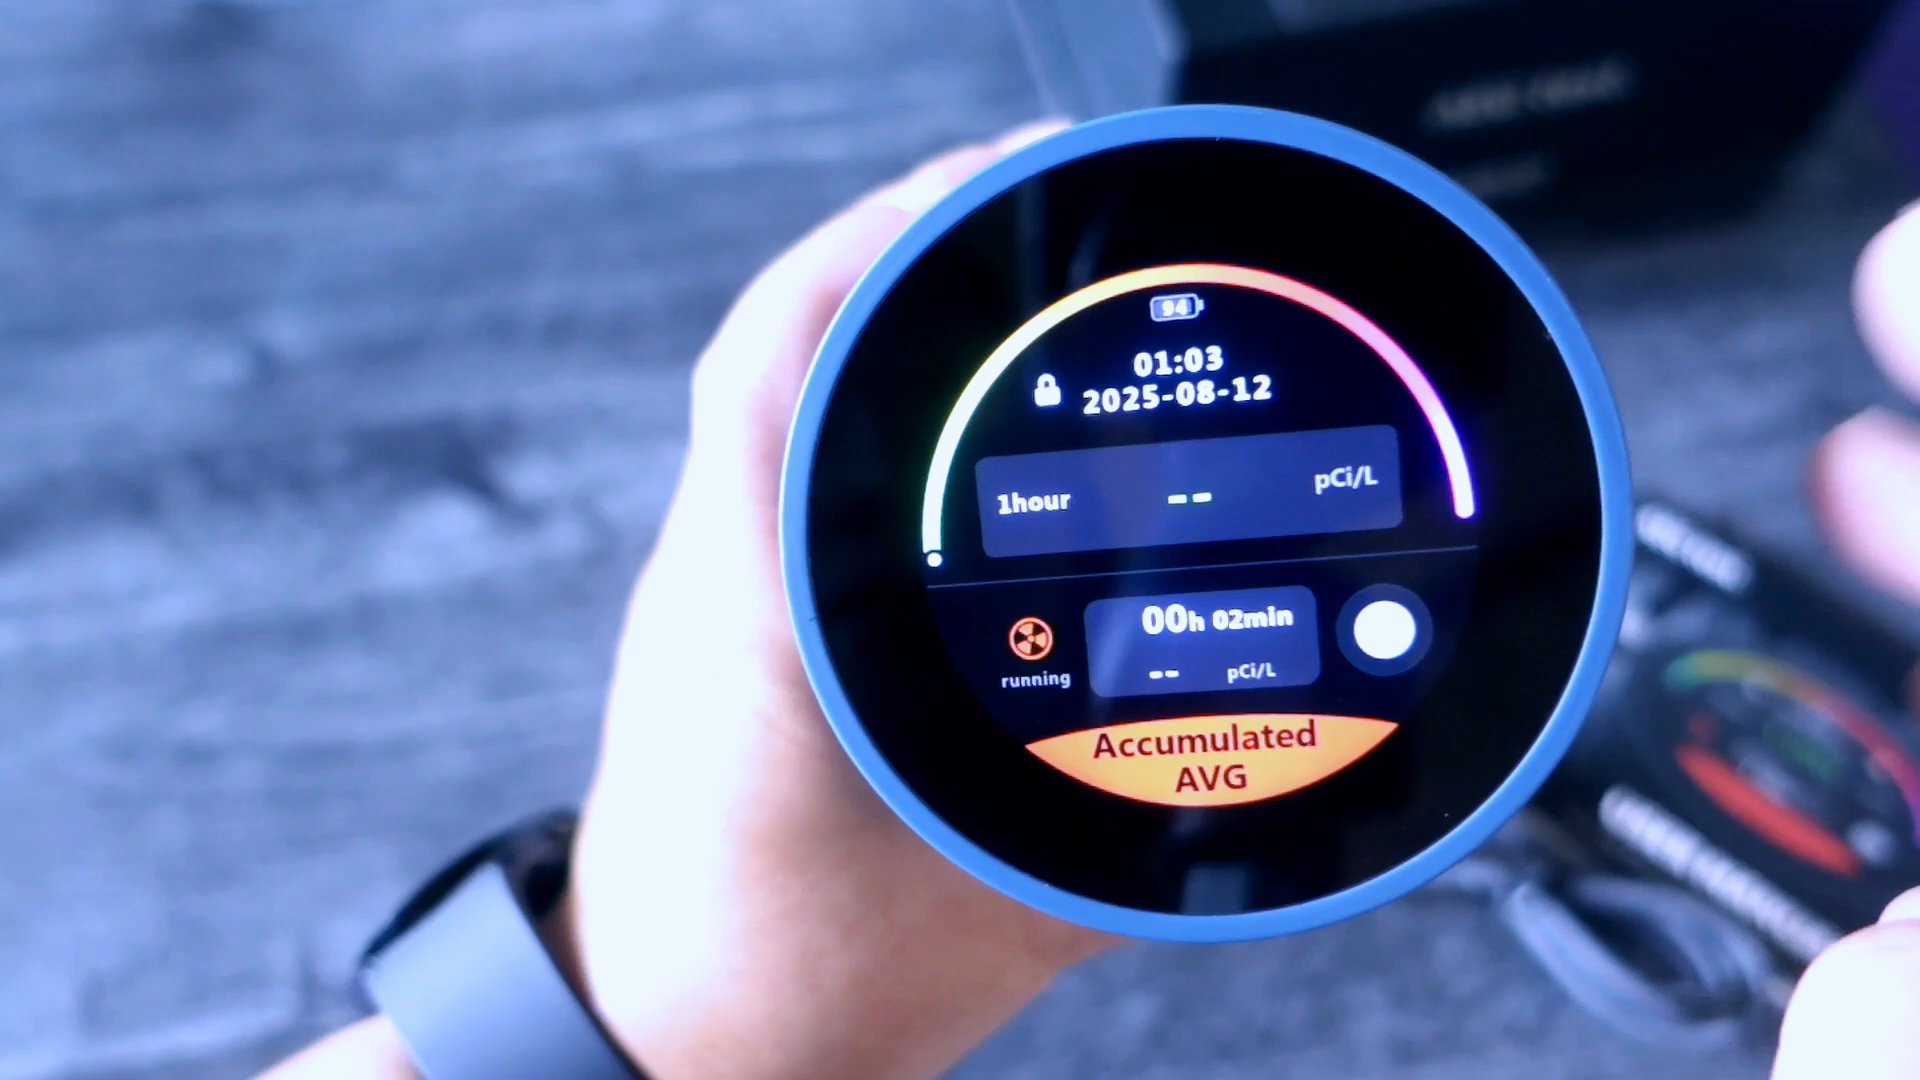 94
01:03
2025-08-12
1hour -- pCi/L
00h 02min
-- pCi/L
running
Accumulated
AVG